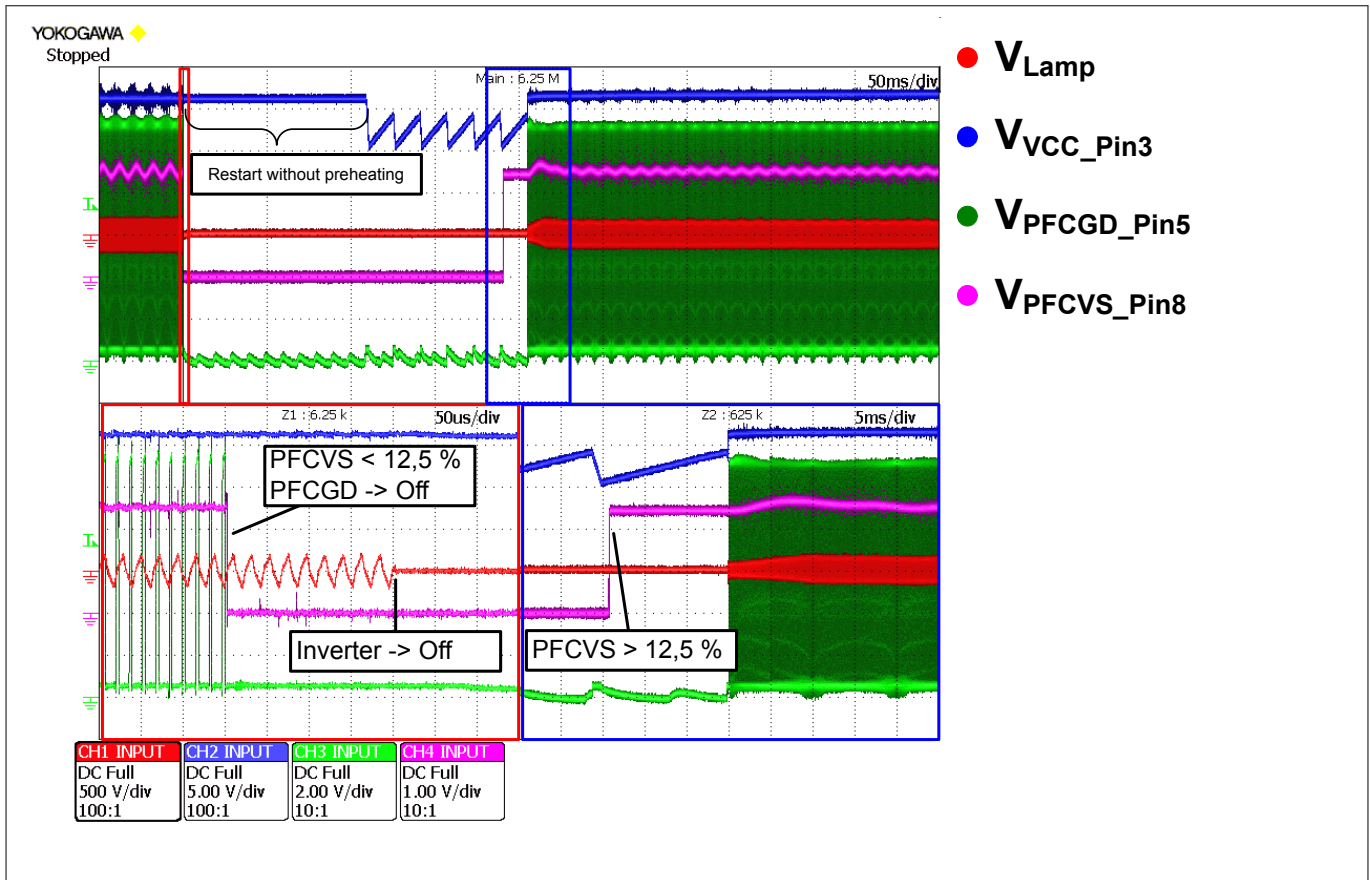 YOKOGAWA
Stopped
Main : 6.25 M
50ms/div
Restart without preheating
Z1 : 6.25 k
50us/div
Z2 : 625 k
5ms/div
PFCVS < 12,5 %
PFCGD -> Off
Inverter -> Off
PFCVS > 12,5 %
CH1 INPUT
DC Full
500 V/div
100:1
CH2 INPUT
DC Full
5.00 V/div
100:1
CH3 INPUT
DC Full
2.00 V/div
10:1
CH4 INPUT
DC Full
1.00 V/div
10:1
VLamp
VVCC_Pin3
VPFCGD_Pin5
VPFCVS_Pin8